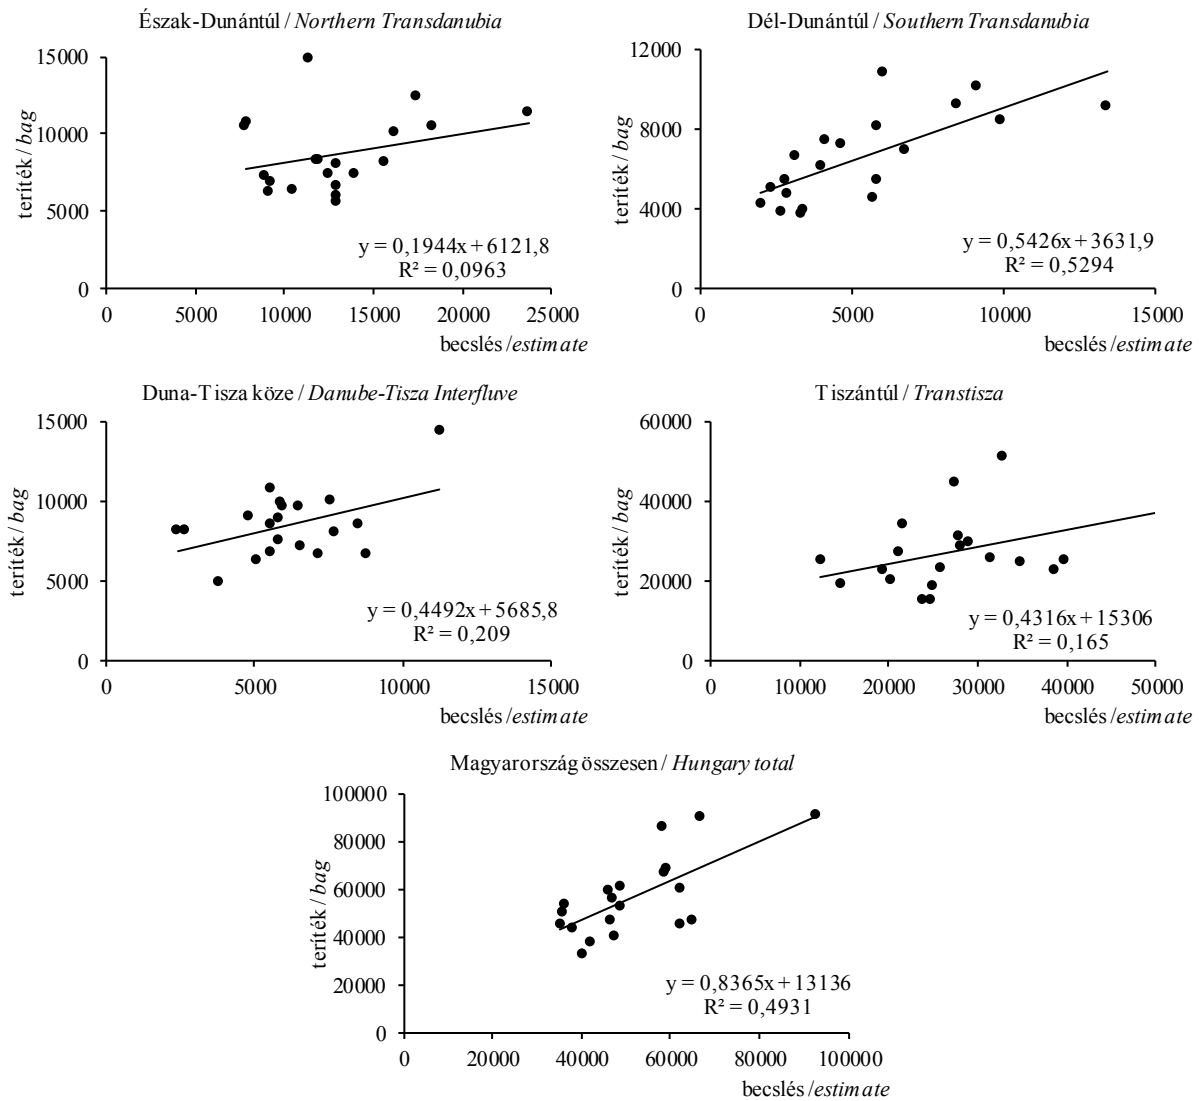 Észak-Dunántúl / Northern Transdanubia
15000
10000
5000
0
teríték / bag
y = 0,1944x + 6121,8
R² = 0,0963
0 5000 10000 15000 20000 25000
becslés /estimate
Dél-Dunántúl / Southern Transdanubia
12000
8000
4000
0
teríték / bag
y = 0,5426x + 3631,9
R² = 0,5294
0 5000 10000 15000
becslés /estimate
Duna-Tisza köze / Danube-Tisza Interfluve
15000
10000
5000
0
teríték / bag
y = 0,4492x + 5685,8
R² = 0,209
0 5000 10000 15000
becslés /estimate
Tiszántúl / Transtisza
60000
40000
20000
0
teríték / bag
y = 0,4316x + 15306
R² = 0,165
0 10000 20000 30000 40000 50000
becslés /estimate
Magyarország összesen / Hungary total
100000
80000
60000
40000
20000
0
teríték / bag
y = 0,8365x + 13136
R² = 0,4931
0 20000 40000 60000 80000 100000
becslés /estimate